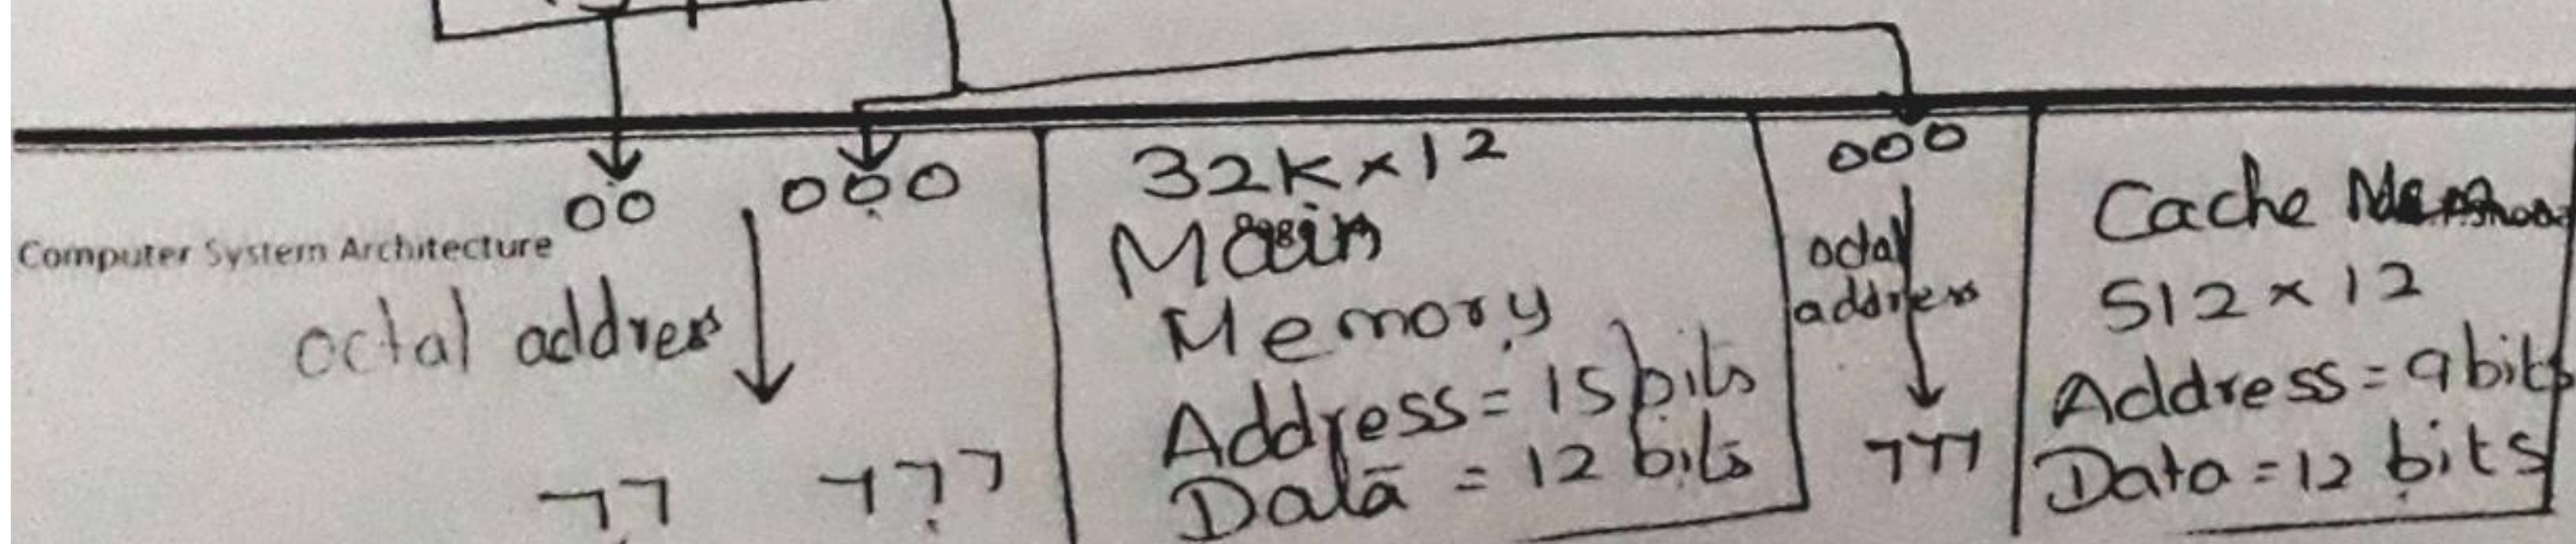 00 000
Computer System Architecture
octal address
77 777
32K×12
Main
Memory
Address = 15 bits
Data = 12 bits
000
octal
address
777
Cache
512 × 12
Address = 9 bits
Data = 12 bits